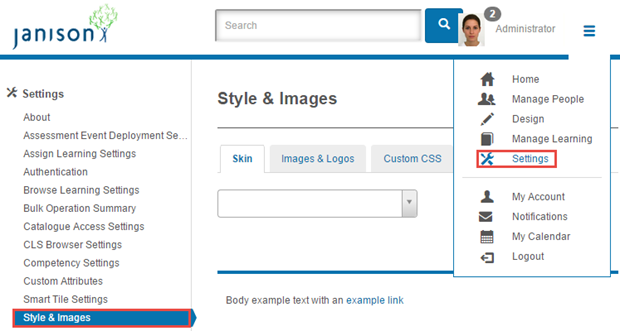 janison
Search
2
Administrator
Settings
About
Assessment Event Deployment Se...
Assign Learning Settings
Authentication
Browse Learning Settings
Bulk Operation Summary
Catalogue Access Settings
CLS Browser Settings
Competency Settings
Custom Attributes
Smart Tile Settings
Style & Images
Style & Images
Skin
Images & Logos
Custom CSS
Body example text with an example link
Home
Manage People
Design
Manage Learning
Settings
My Account
Notifications
My Calendar
Logout